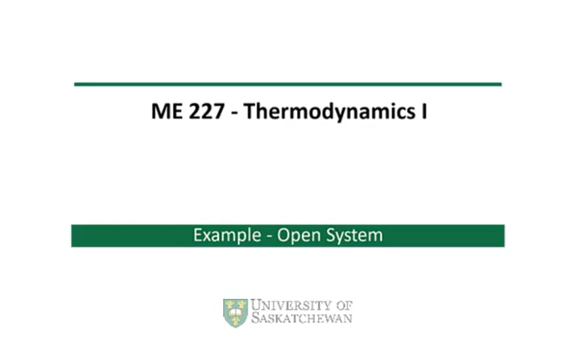 ME 227 - Thermodynamics I
Example - Open System
UNIVERSITY OF
SASKATCHEWAN